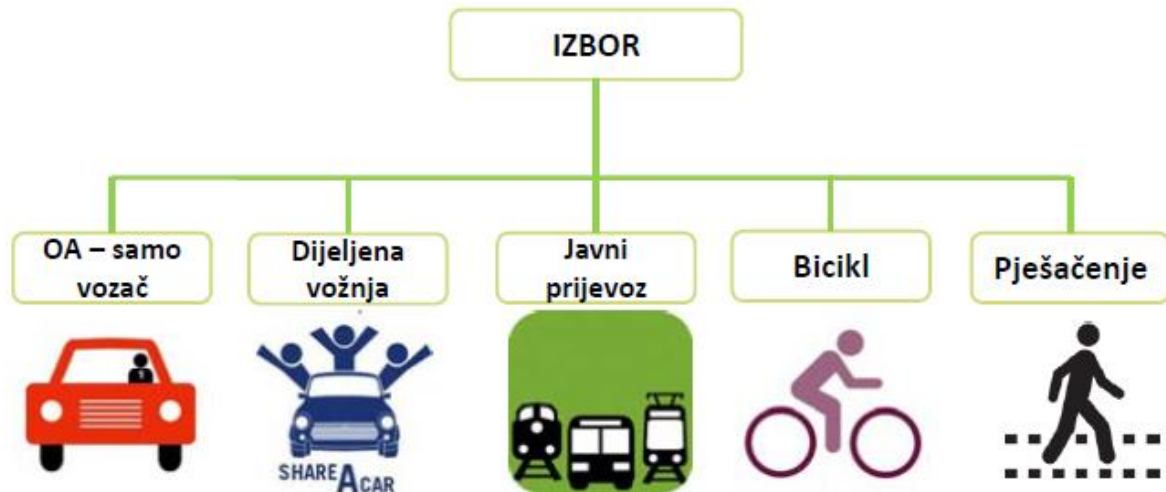 IZBOR
OA – samo
vozač
Dijeljena
vožnja
Javni
prijevoz
Bicikl
Pješačenje
SHARE A CAR